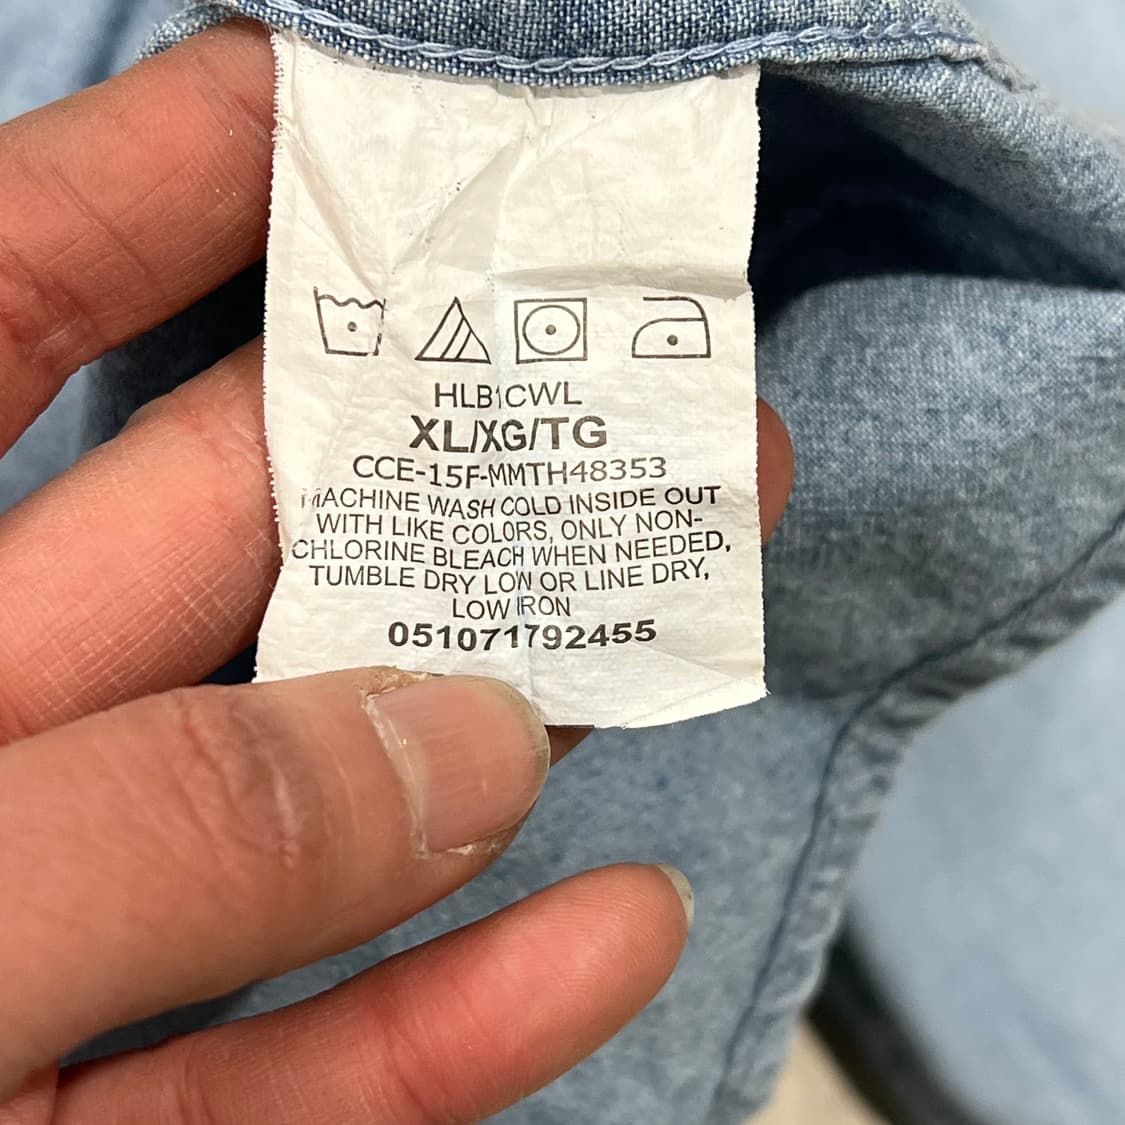 HLB1CWL
XL/XG/TG
CCE-15F-MMTH48353
MACHINE WASH COLD INSIDE OUT
WITH LIKE COLORS, ONLY NON-
CHLORINE BLEACH WHEN NEEDED,
TUMBLE DRY LOW OR LINE DRY,
LOW IRON
051071792455